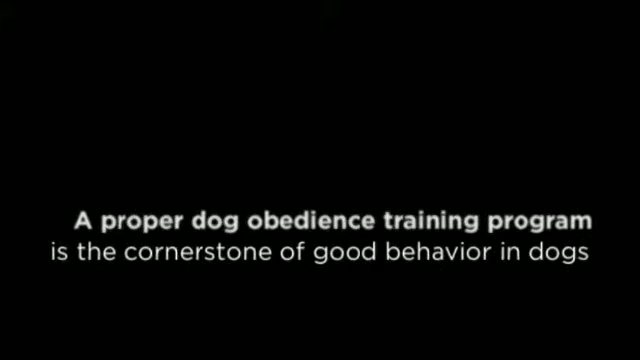 A proper dog obedience training program
is the cornerstone of good behavior in dogs